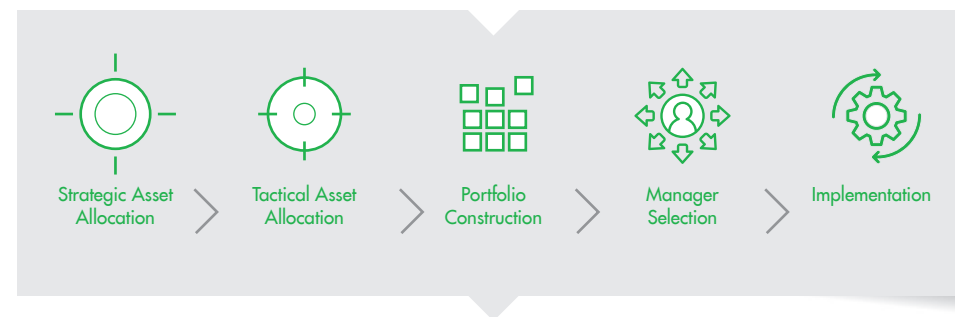 Strategic Asset
Allocation
Tactical Asset
Allocation
Portfolio
Construction
Manager
Selection
Implementation